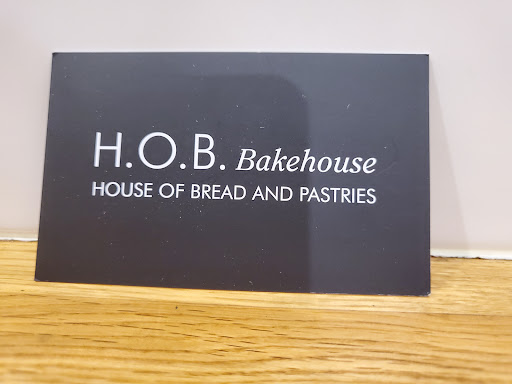 H.O.B. Bakehouse
HOUSE OF BREAD AND PASTRIES